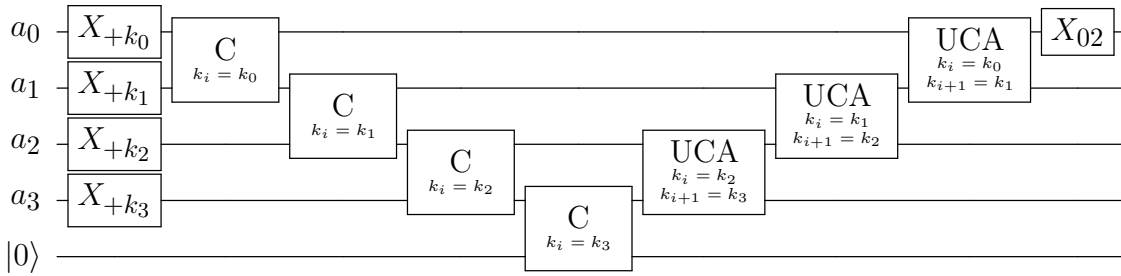 a₀ X₊ₖ₀ C kᵢ = k₀ UCA kᵢ = k₀ kᵢ₊₁ = k₁ X₀₂
a₁ X₊ₖ₁ C kᵢ = k₁ UCA kᵢ = k₁ kᵢ₊₁ = k₂
a₂ X₊ₖ₂ C kᵢ = k₂ UCA kᵢ = k₂ kᵢ₊₁ = k₃
a₃ X₊ₖ₃ C kᵢ = k₃
|0⟩